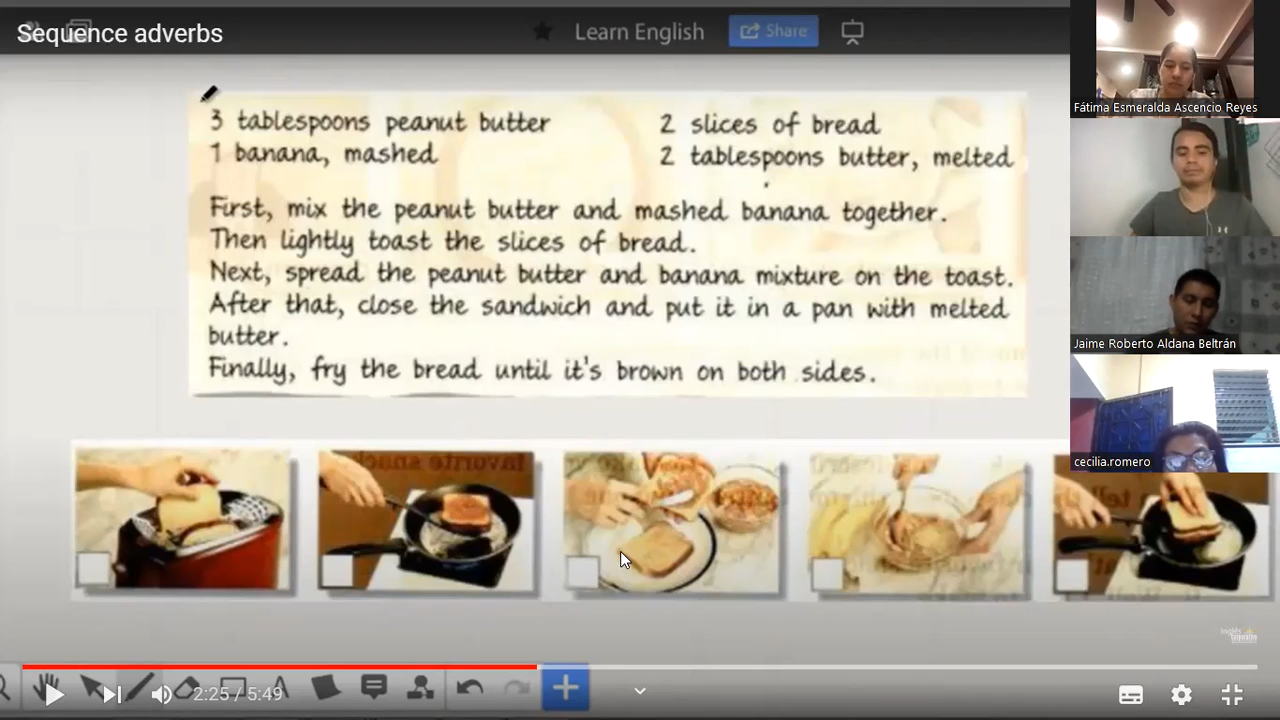 Sequence adverbs
Learn English
Share
3 tablespoons peanut butter
2 slices of bread
1 banana, mashed
2 tablespoons butter, melted
First, mix the peanut butter and mashed banana together.
Then lightly toast the slices of bread.
Next, spread the peanut butter and banana mixture on the toast.
After that, close the sandwich and put it in a pan with melted
butter.
Finally, fry the bread until it's brown on both sides.
Fátima Esmeralda Ascencio Reyes
Jaime Roberto Aldana Beltrán
cecilia.romero
2:25 / 5:49